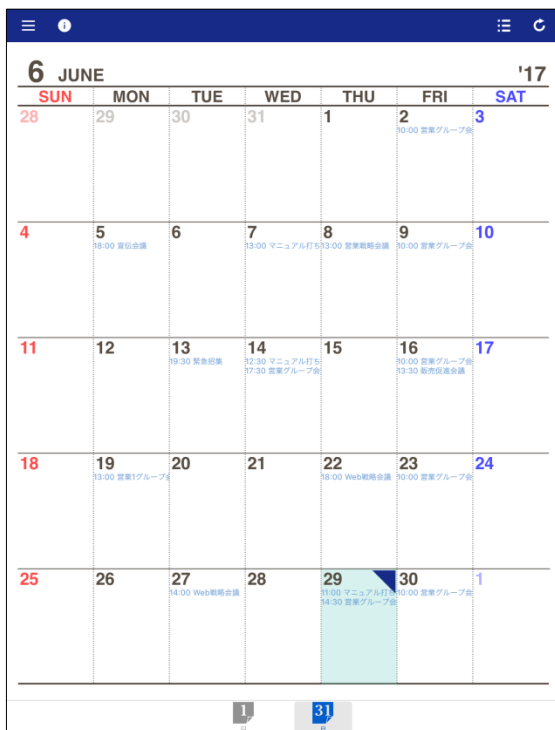 6 JUNE '17
SUN MON TUE WED THU FRI SAT
28 29 30 31 1 2 3
10:00 営業グループ会
4 5 6 7 8 9 10
18:00 宣伝会議 13:00 マニュアル打ち 13:00 営業戦略会議 10:00 営業グループ会
11 12 13 14 15 16 17
19:30 緊急招集 12:30 マニュアル打ち 10:00 営業グループ会
17:30 営業グループ会 13:30 販売促進会議
18 19 20 21 22 23 24
13:00 営業1グループ会 18:00 Web戦略会議 10:00 営業グループ会
25 26 27 28 29 30 1
14:00 Web戦略会議 11:00 マニュアル打ち 10:00 営業グループ会
14:30 営業グループ会
1 31
日 月